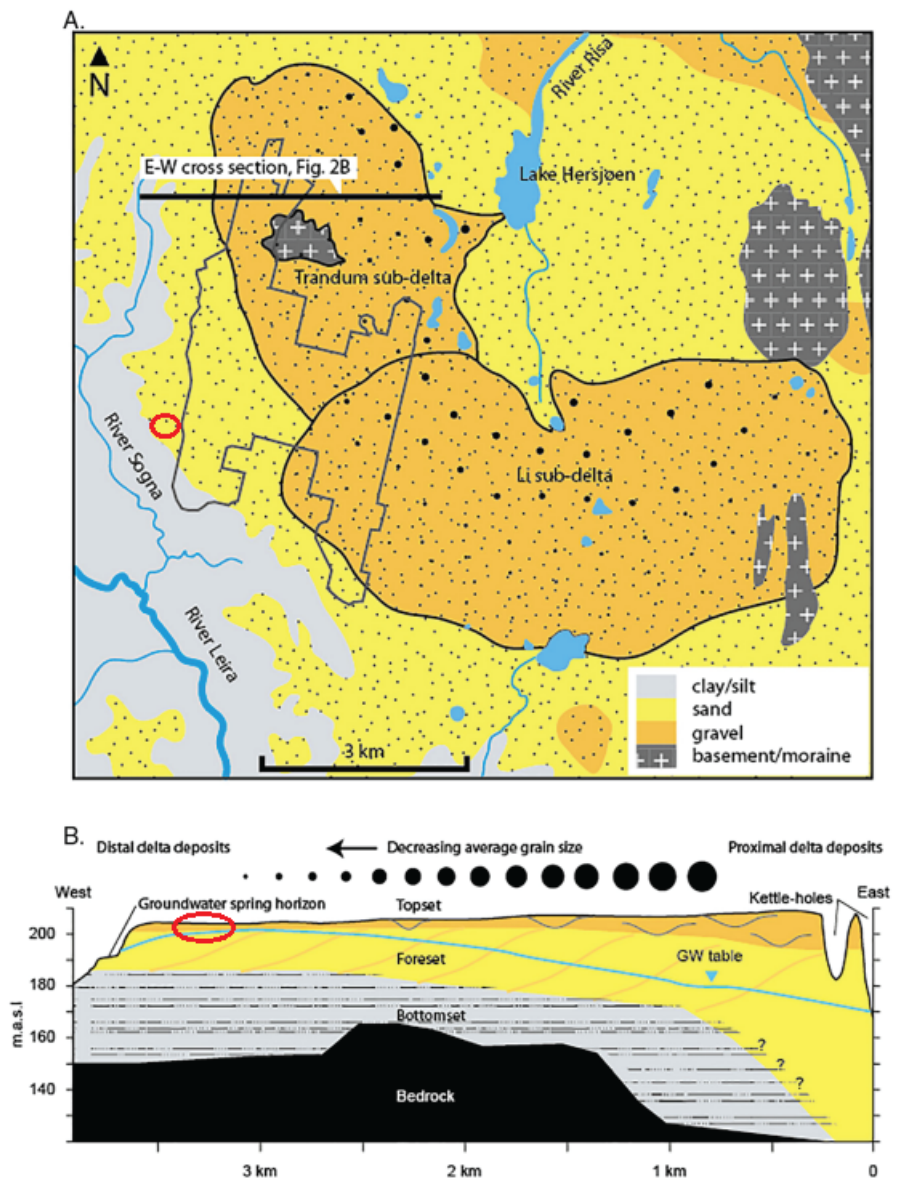 A.
N
River Risa
E-W cross section, Fig. 2B
Lake Hersjøen
Trandum sub-delta
River Sogna
Li sub-delta
River Leira
clay/silt
sand
gravel
basement/moraine
3 km
B.
Distal delta deposits
Decreasing average grain size
Proximal delta deposits
West
Groundwater spring horizon
Topset
Kettle-holes
East
200
Foreset
GW table
180
m.a.s.l
Bottomset
160
?
?
?
140
Bedrock
3 km
2 km
1 km
0